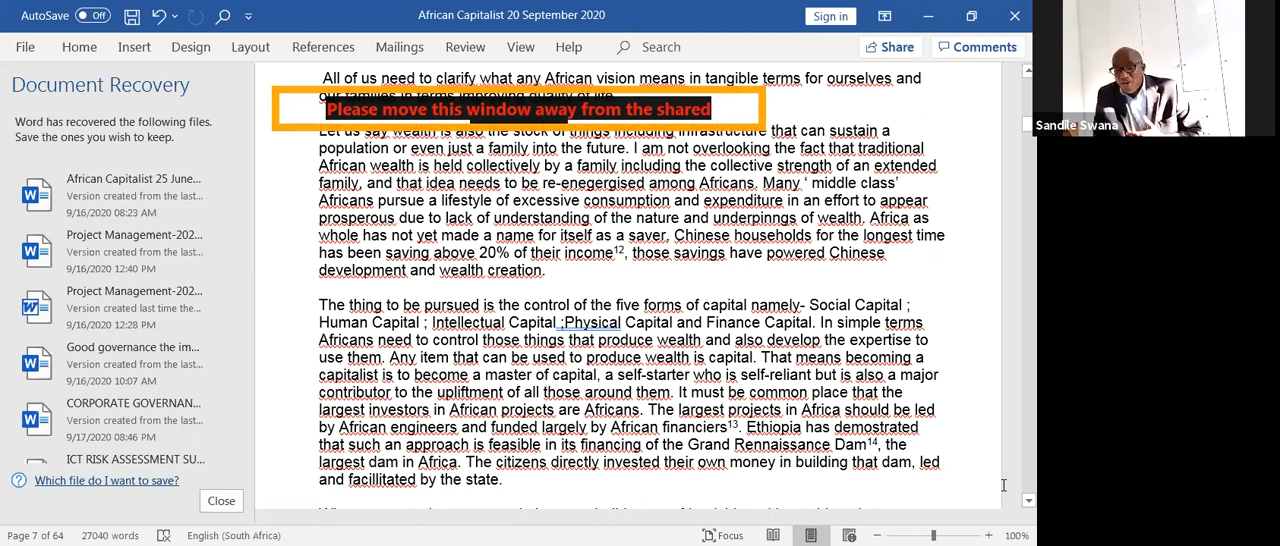 AutoSave Off
African Capitalist 20 September 2020
Sign in
File Home Insert Design Layout References Mailings Review View Help Search
Share Comments
Document Recovery
Word has recovered the following files.
Save the ones you wish to keep.
African Capitalist 25 June...
Version created from the last...
9/16/2020 08:23 AM
Project Management-202...
Version created from the last...
9/16/2020 12:40 PM
Project Management-202...
Version created last time the...
9/16/2020 12:28 PM
Good governance the im...
Version created from the last...
9/16/2020 10:07 AM
CORPORATE GOVERNAN...
Version created from the last...
9/17/2020 08:46 PM
ICT RISK ASSESSMENT SU...
Which file do I want to save?
Close
All of us need to clarify what any African vision means in tangible terms for ourselves and
our families in terms improving quality of life.
Please move this window away from the shared
Let us say wealth is also the stock of things including infrastructure that can sustain a
population or even just a family into the future. I am not overlooking the fact that traditional
African wealth is held collectively by a family including the collective strength of an extended
family, and that idea needs to be re-enegergised among Africans. Many ‘ middle class’
Africans pursue a lifestyle of excessive consumption and expenditure in an effort to appear
prosperous due to lack of understanding of the nature and underpinngs of wealth. Africa as
whole has not yet made a name for itself as a saver, Chinese households for the longest time
has been saving above 20% of their income12, those savings have powered Chinese
development and wealth creation.
The thing to be pursued is the control of the five forms of capital namely- Social Capital ;
Human Capital ; Intellectual Capital ;Physical Capital and Finance Capital. In simple terms
Africans need to control those things that produce wealth and also develop the expertise to
use them. Any item that can be used to produce wealth is capital. That means becoming a
capitalist is to become a master of capital, a self-starter who is self-reliant but is also a major
contributor to the upliftment of all those around them. It must be common place that the
largest investors in African projects are Africans. The largest projects in Africa should be led
by African engineers and funded largely by African financiers13. Ethiopia has demostrated
that such an approach is feasible in its financing of the Grand Rennaissance Dam14, the
largest dam in Africa. The citizens directly invested their own money in building that dam, led
and facillitated by the state.
Sandile Swana
Page 7 of 64 27040 words English (South Africa) Focus 100%